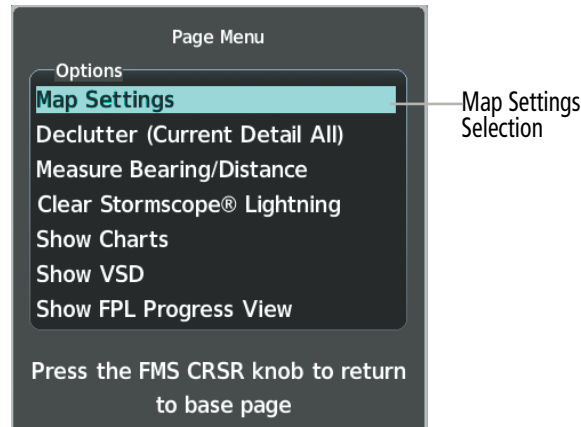 Page Menu
Options
Map Settings
Declutter (Current Detail All)
Measure Bearing/Distance
Clear Stormscope® Lightning
Show Charts
Show VSD
Show FPL Progress View
Press the FMS CRSR knob to return
to base page
Map Settings
Selection